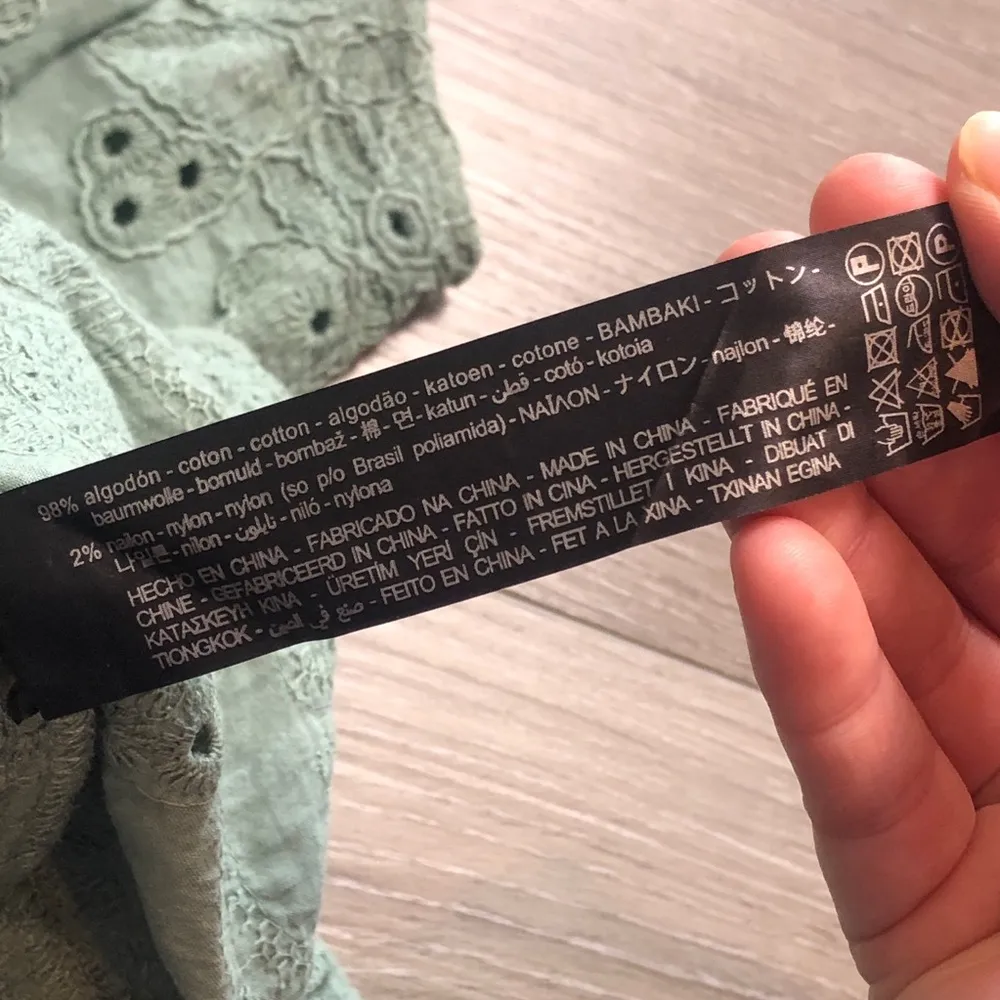 98% algodón - coton - cotton - algodão - katoen - cotone - BAMBAKI - コットン -
baumwolle - bomuld - bombaž - 棉 - 면 - katun - قطن - cotó - kotoia
2% nailon - nylon - nylon (so p/o Brasil poliamida) - ΝΑΪΛΟΝ - ナイロン - najlon - 锦纶 -
나일론 - nilon - نايلون - niló - nylona
HECHO EN CHINA - FABRICADO NA CHINA - MADE IN CHINA - FABRIQUÉ EN
CHINE - GEFABRICEERD IN CHINA - FATTO IN CINA - HERGESTELLT IN CHINA -
ΚΑΤΑΣΚΕΥΗ ΚΙΝΑ - ÜRETİM YERİ ÇİN - FREMSTILLET I KINA - DIBUAT DI
TIONGKOK - صنع في الصين - FEITO EN CHINA - FET A LA XINA - TXINAN EGINA
P P